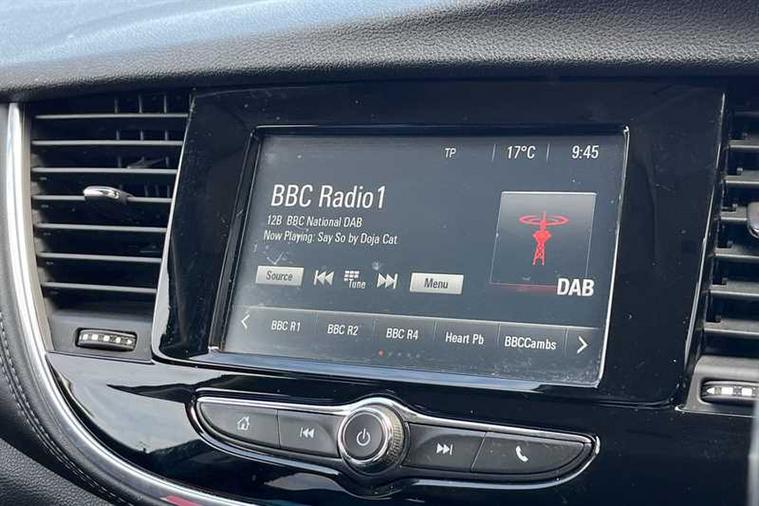 TP 17°C 9:45
BBC Radio1
12B BBC National DAB
Now Playing: Say So by Doja Cat
Source Tune Menu
DAB
BBC R1 BBC R2 BBC R4 Heart Pb BBCCambs